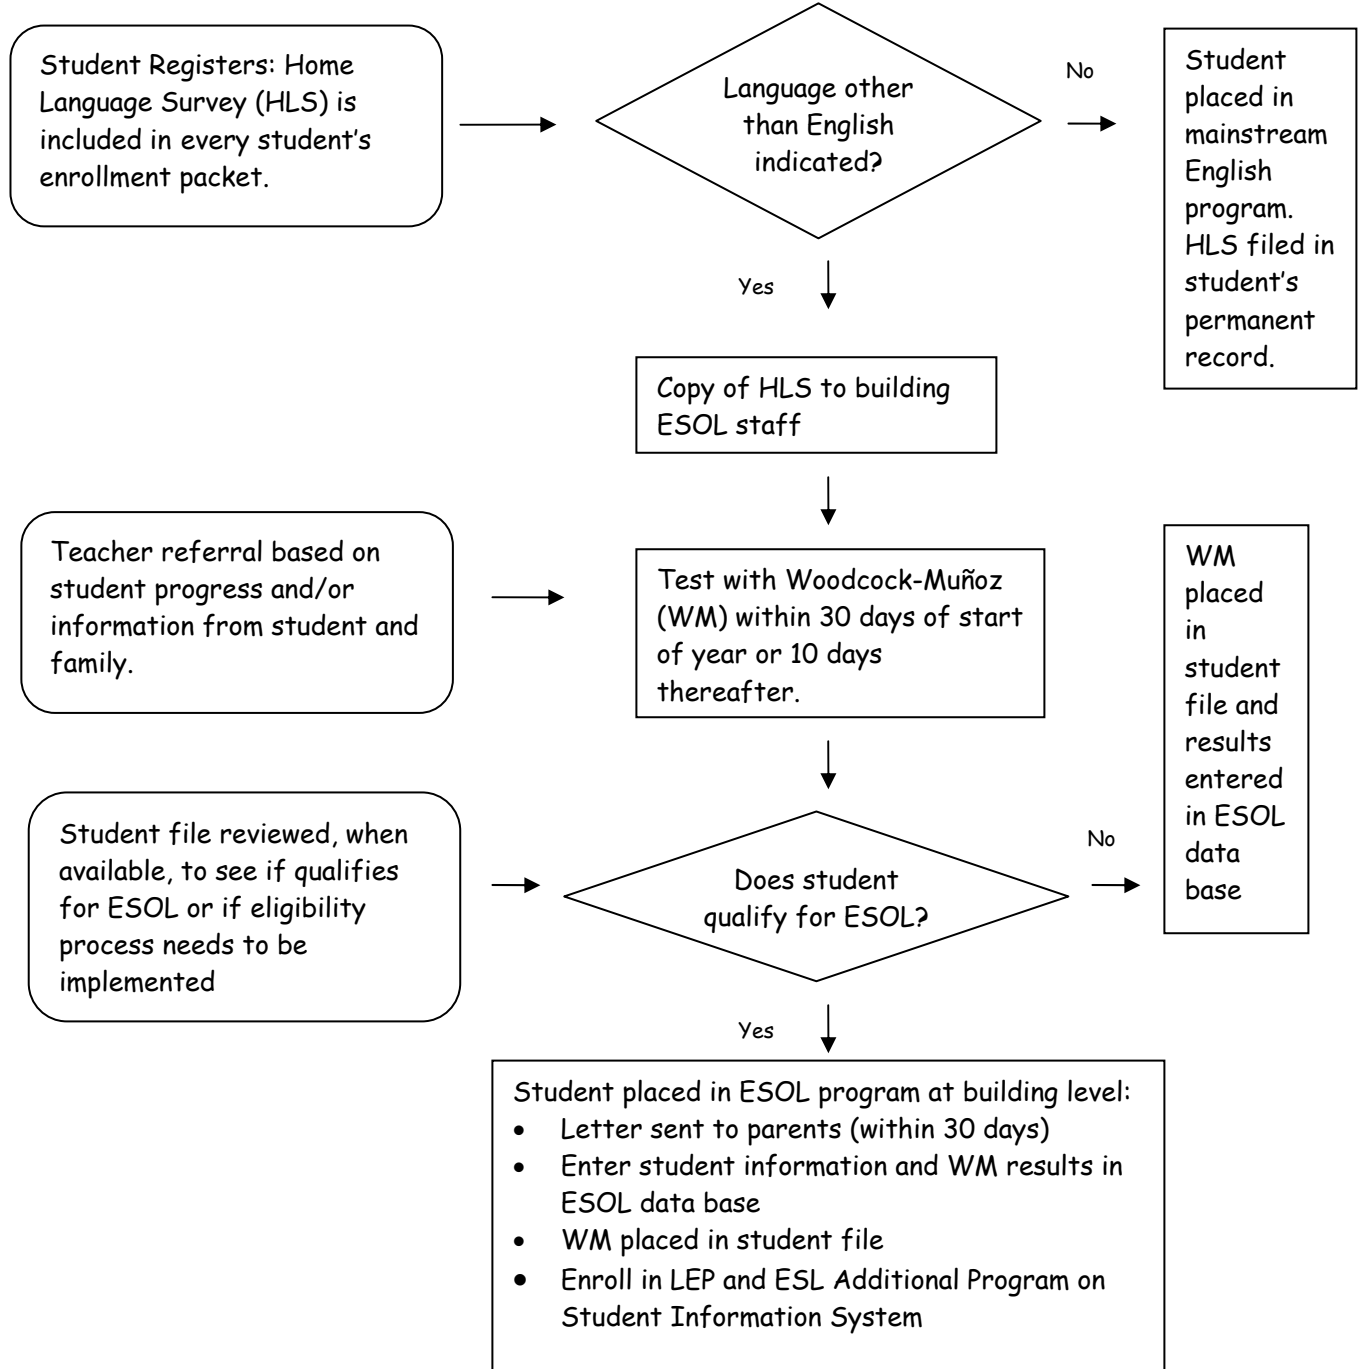 Student Registers: Home
Language Survey (HLS) is
included in every student's
enrollment packet.
Language other
than English
indicated?
No
Student
placed in
mainstream
English
program.
HLS filed in
student's
permanent
record.
Yes
Copy of HLS to building
ESOL staff
Teacher referral based on
student progress and/or
information from student and
family.
Test with Woodcock-Muñoz
(WM) within 30 days of start
of year or 10 days
thereafter.
WM
placed
in
student
file and
results
entered
in ESOL
data
base
Student file reviewed, when
available, to see if qualifies
for ESOL or if eligibility
process needs to be
implemented
Does student
qualify for ESOL?
No
Yes
Student placed in ESOL program at building level:
• Letter sent to parents (within 30 days)
• Enter student information and WM results in
ESOL data base
• WM placed in student file
• Enroll in LEP and ESL Additional Program on
Student Information System